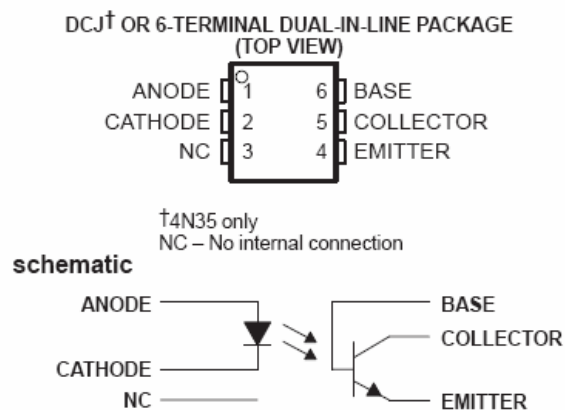 DCJ† OR 6-TERMINAL DUAL-IN-LINE PACKAGE
(TOP VIEW)
ANODE 1 6 BASE
CATHODE 2 5 COLLECTOR
NC 3 4 EMITTER
†4N35 only
NC – No internal connection
schematic
ANODE BASE
COLLECTOR
CATHODE
NC EMITTER